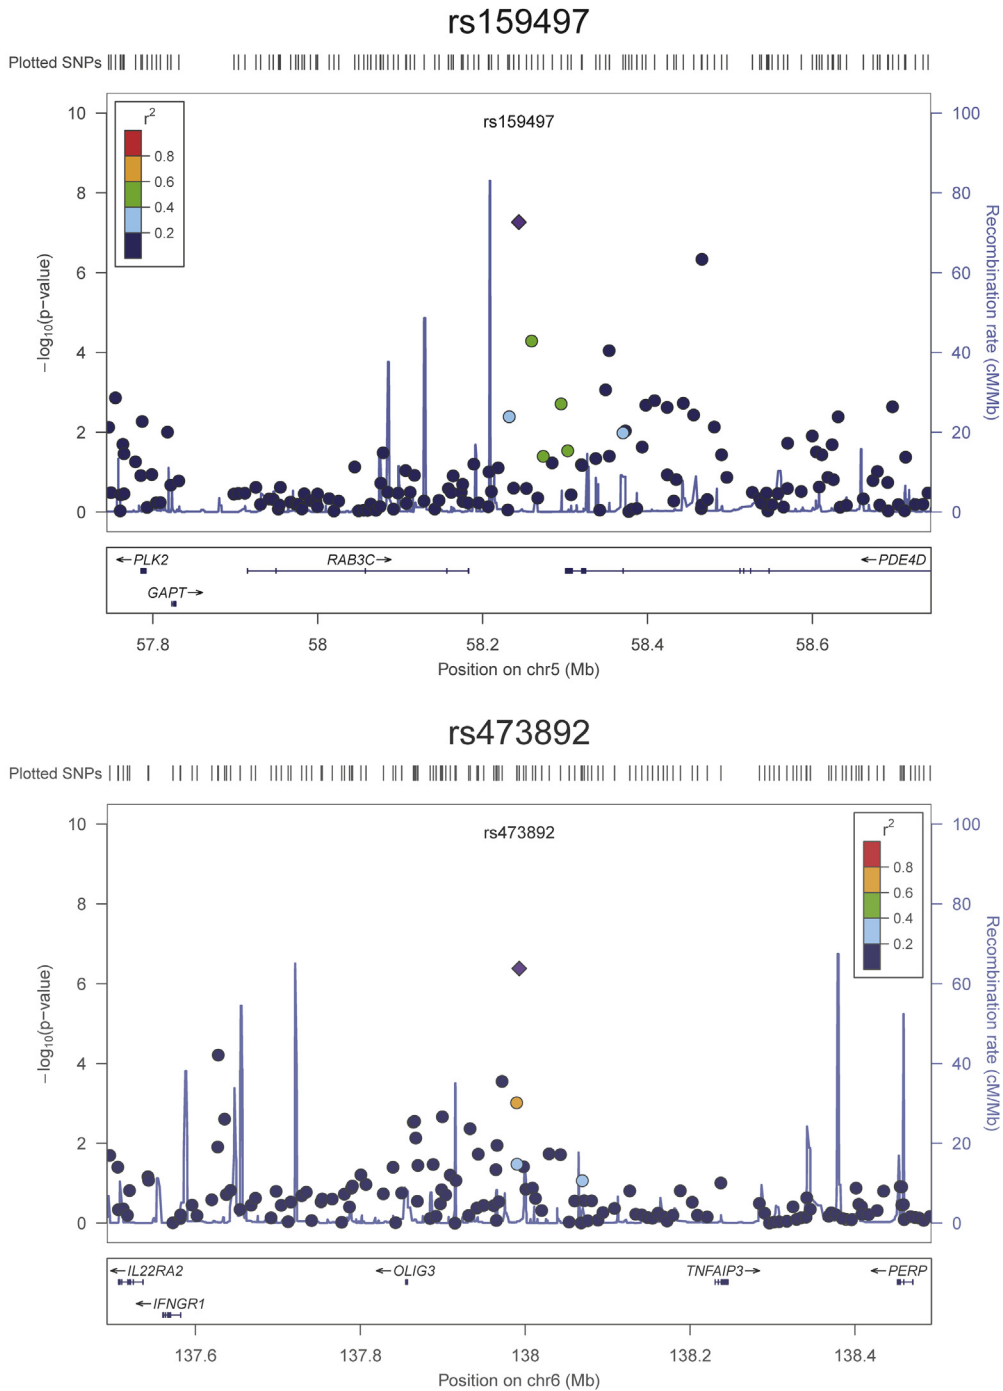 rs159497
Plotted SNPs
10
8
6
4
2
0
−log10(p−value)
r2
0.8
0.6
0.4
0.2
rs159497
100
80
60
40
20
0
Recombination rate (cM/Mb)
←PLK2
RAB3C→
←PDE4D
GAPT→
57.8
58
58.2
58.4
58.6
Position on chr5 (Mb)
rs473892
Plotted SNPs
10
8
6
4
2
0
−log10(p−value)
rs473892
r2
0.8
0.6
0.4
0.2
100
80
60
40
20
0
Recombination rate (cM/Mb)
←IL22RA2
←OLIG3
TNFAIP3→
←PERP
←IFNGR1
137.6
137.8
138
138.2
138.4
Position on chr6 (Mb)